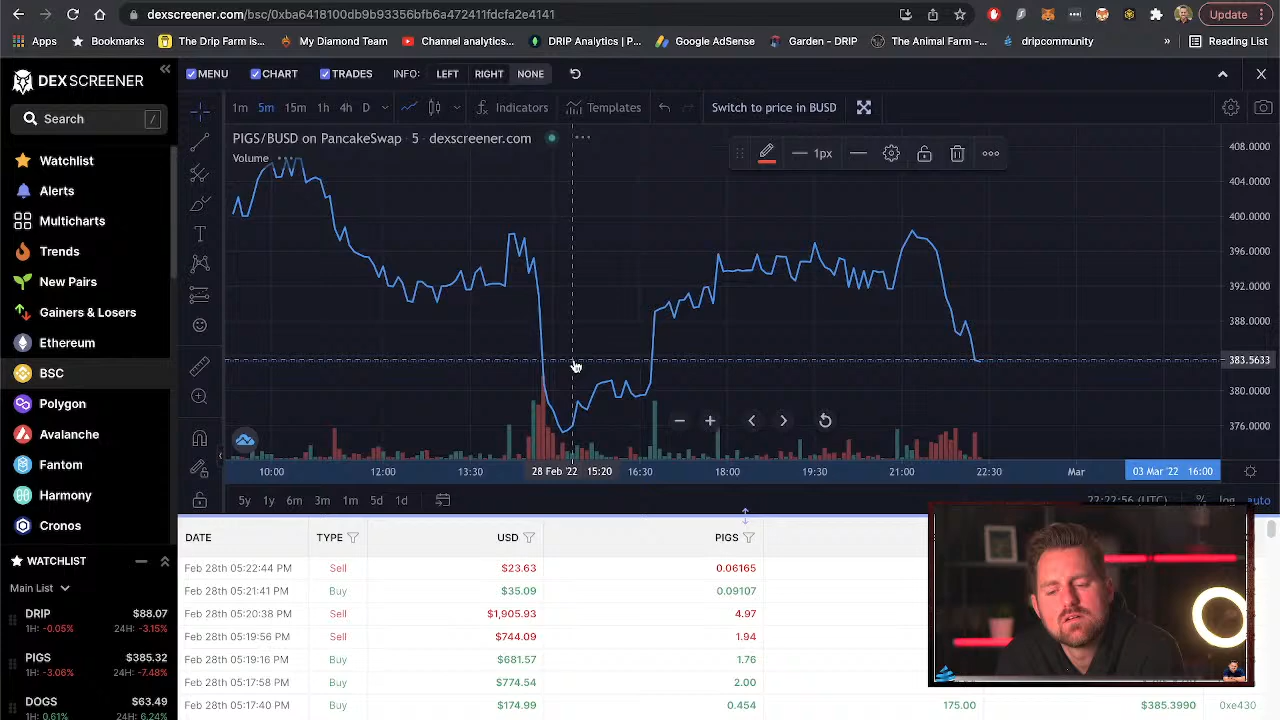 dexscreener.com/bsc/0xba6418100db9b93356bfb6a472411fdcfa2e4141
Update
Apps
Bookmarks
The Drip Farm is...
My Diamond Team
Channel analytics...
DRIP Analytics | P...
Google AdSense
Garden – DRIP
The Animal Farm –...
dripcommunity
»
Reading List
DEX SCREENER
Search
/
Watchlist
Alerts
Multicharts
Trends
New Pairs
Gainers & Losers
Ethereum
BSC
Polygon
Avalanche
Fantom
Harmony
Cronos
WATCHLIST
Main List
DRIP $88.07
1H: -0.05% 24H: -3.15%
PIGS $385.32
1H: -3.06% 24H: -7.48%
DOGS $63.49
1H: 0.61% 24H: 6.24%
MENU CHART TRADES INFO: LEFT RIGHT NONE
1m 5m 15m 1h 4h D Indicators Templates Switch to price in BUSD
PIGS/BUSD on PancakeSwap · 5 · dexscreener.com
Volume
1px
408.0000
404.0000
400.0000
396.0000
392.0000
388.0000
383.5633
380.0000
376.0000
10:00 12:00 13:30 28 Feb '22 15:20 16:30 18:00 19:30 21:00 22:30 Mar 03 Mar '22 16:00
5y 1y 6m 3m 1m 5d 1d 22:22:56 (UTC) % log auto
DATE TYPE USD PIGS
Feb 28th 05:22:44 PM Sell $23.63 0.06165
Feb 28th 05:21:41 PM Buy $35.09 0.09107
Feb 28th 05:20:38 PM Sell $1,905.93 4.97
Feb 28th 05:19:56 PM Sell $744.09 1.94
Feb 28th 05:19:16 PM Buy $681.57 1.76
Feb 28th 05:17:58 PM Buy $774.54 2.00
Feb 28th 05:17:40 PM Buy $174.99 0.454 175.00 $385.3990 0xe430